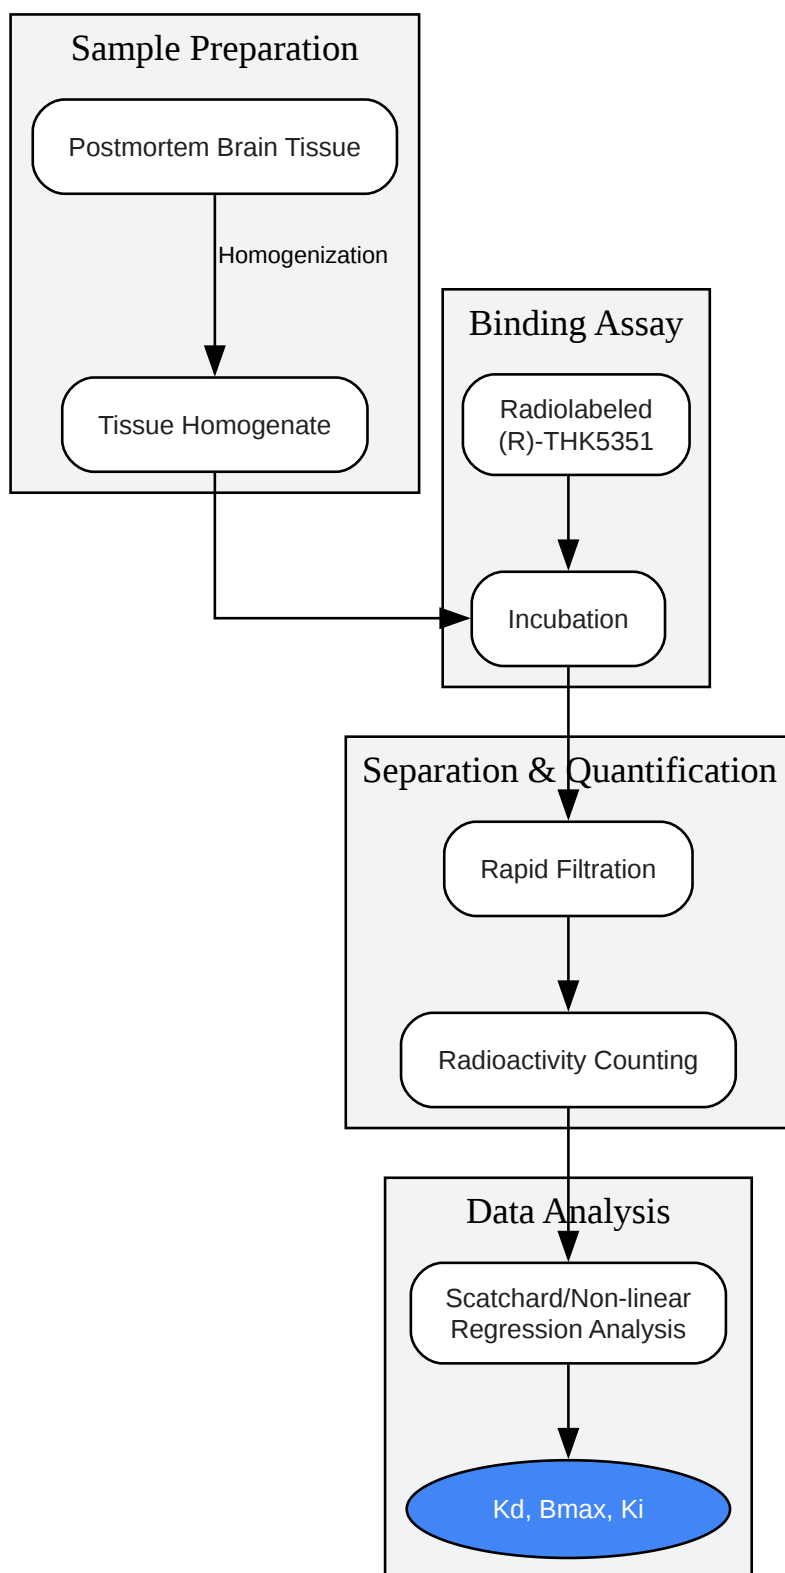 Sample Preparation
Postmortem Brain Tissue
Homogenization
Tissue Homogenate
Binding Assay
Radiolabeled
(R)-THK5351
Incubation
Separation & Quantification
Rapid Filtration
Radioactivity Counting
Data Analysis
Scatchard/Non-linear
Regression Analysis
Kd, Bmax, Ki